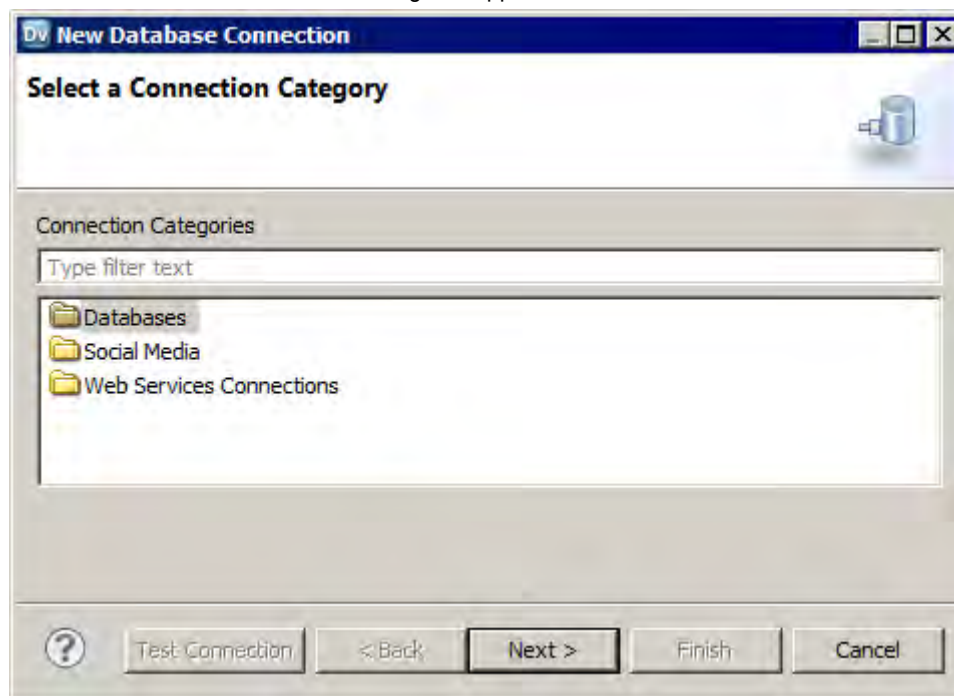 Dv New Database Connection
Select a Connection Category
Connection Categories
Type filter text
Databases
Social Media
Web Services Connections
? Test Connection < Back Next > Finish Cancel